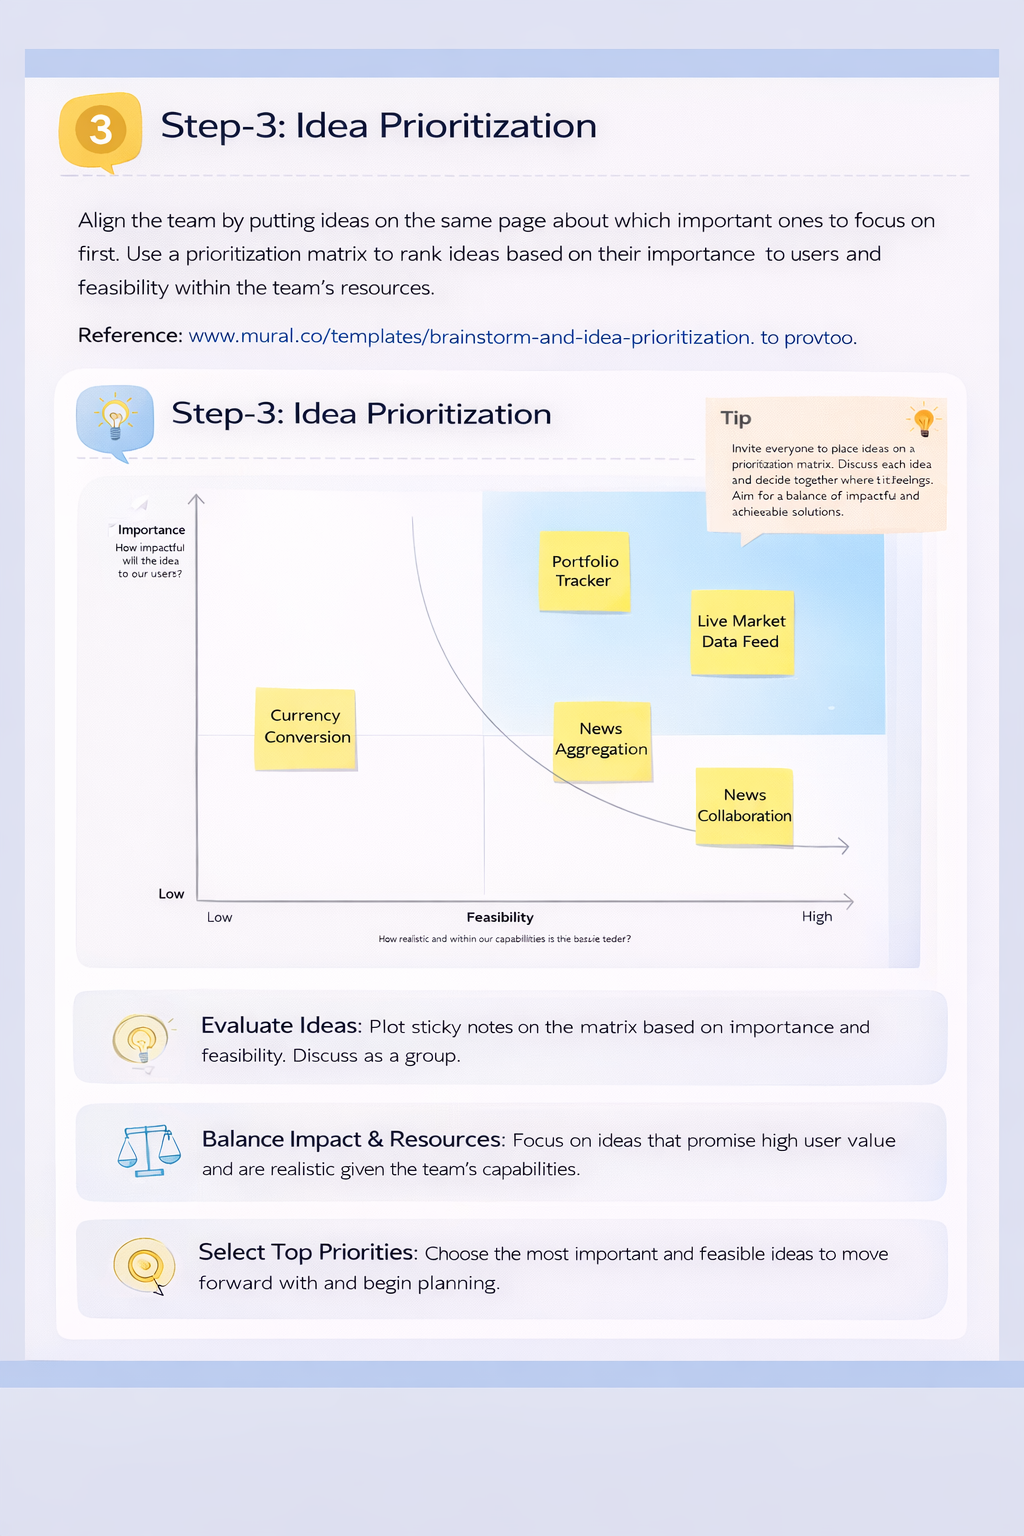 3
Step-3: Idea Prioritization
Align the team by putting ideas on the same page about which important ones to focus on
first. Use a prioritization matrix to rank ideas based on their importance to users and
feasibility within the team's resources.
Reference: www.mural.co/templates/brainstorm-and-idea-prioritization. to provtoo.
Step-3: Idea Prioritization
Tip
Invite everyone to place ideas on a
prioritization matrix. Discuss each idea
and decide together where
Aim for a balance of impactful and
achieeable solutions.
Importance
How impactful
will the idea
to our users?
Portfolio
Tracker
Live Market
Data Feed
Currency
Conversion
News
Aggregation
News
Collaboration
Low
Low
Feasibility
High
How realistic and within our capabilities is the teder?
Evaluate Ideas: Plot sticky notes on the matrix based on importance and
feasibility. Discuss as a group.
Balance Impact & Resources: Focus on ideas that promise high user value
and are realistic given the team's capabilities.
Select Top Priorities: Choose the most important and feasible ideas to move
forward with and begin planning.